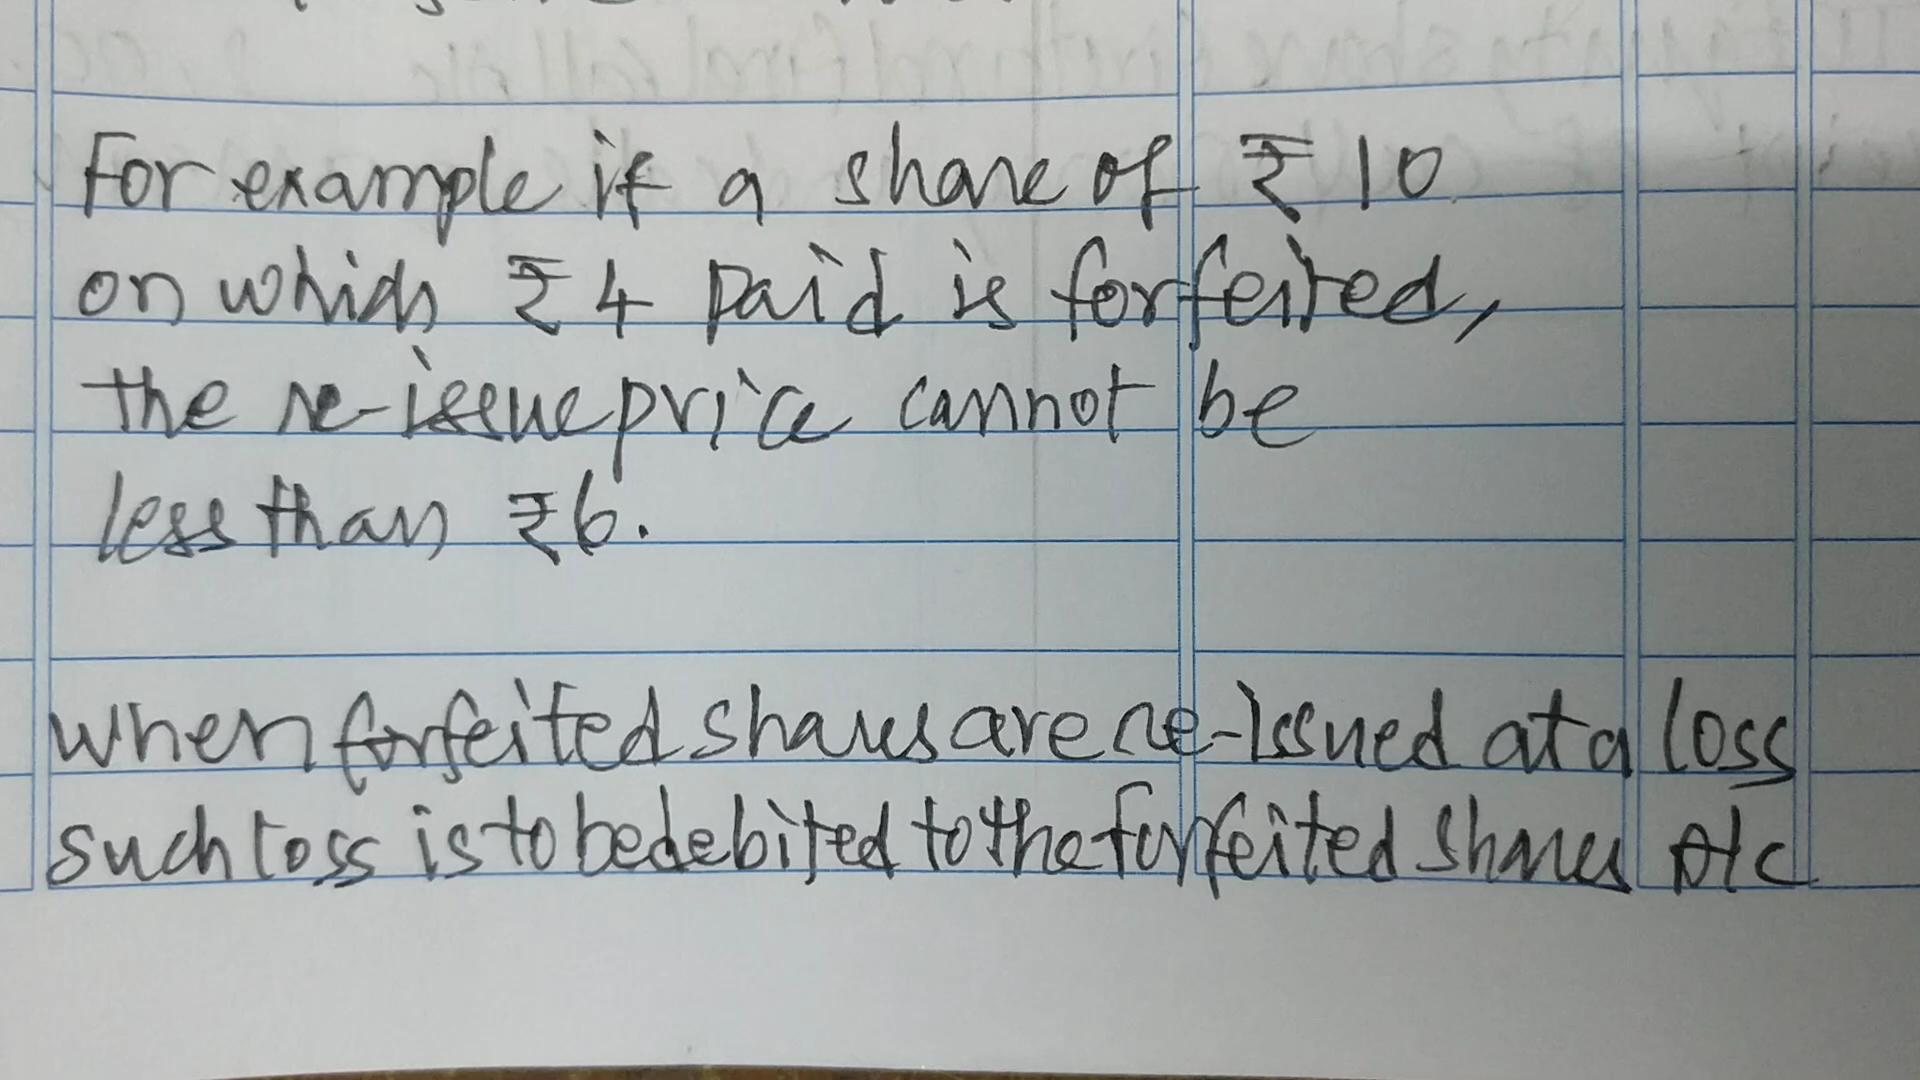 For example if a share of ₹ 10
on which ₹ 4 paid is forfeited,
the re-issue price cannot be
less than ₹6.
when forfeited shares are re-issued at a loss
such loss is to be debited to the forfeited shares A/c